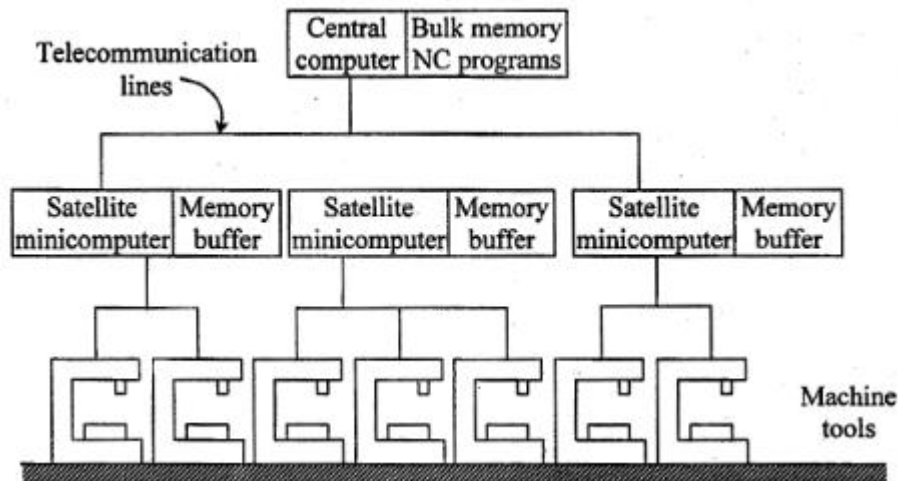 Central computer
Bulk memory NC programs
Telecommunication
lines
Satellite minicomputer
Memory buffer
Satellite minicomputer
Memory buffer
Satellite minicomputer
Memory buffer
Machine
tools